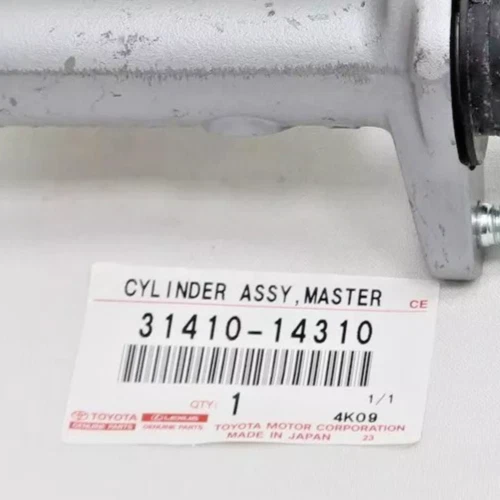 CYLINDER ASSY,MASTER CE
31410-14310
QTY: 1 1/1
4K09
TOYOTA LEXUS TOYOTA MOTOR CORPORATION
GENUINE PARTS GENUINE PARTS MADE IN JAPAN 23